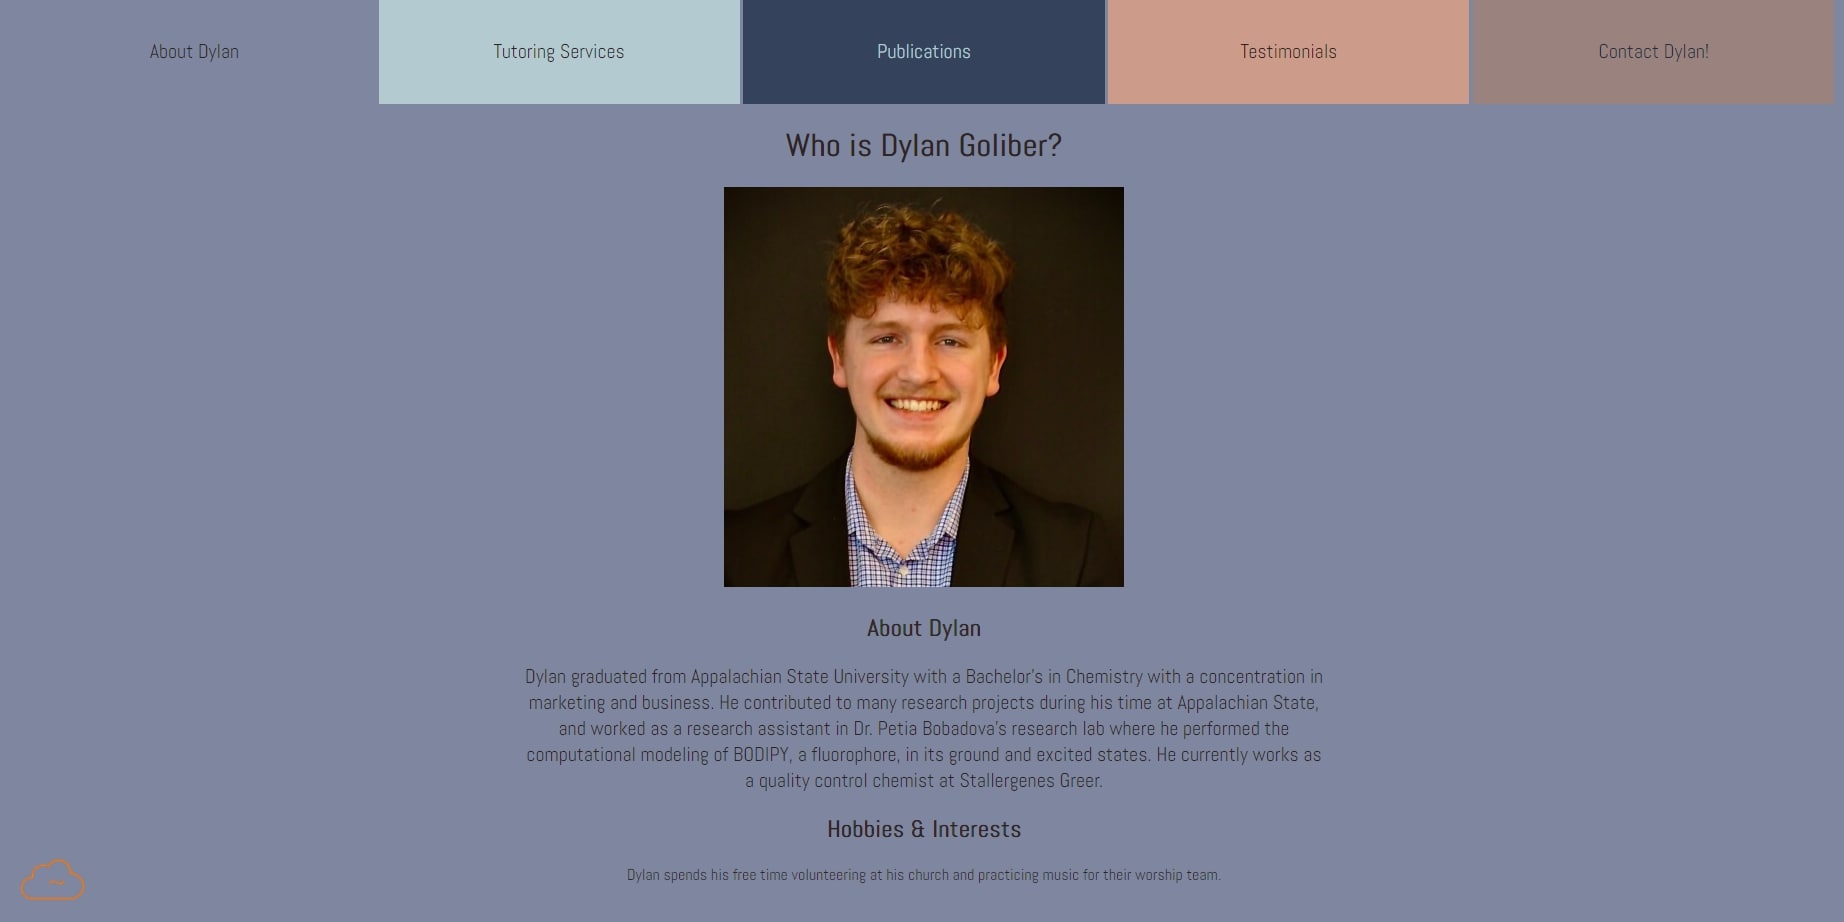 About Dylan
Tutoring Services
Publications
Testimonials
Contact Dylan!
Who is Dylan Goliber?
About Dylan
Dylan graduated from Appalachian State University with a Bachelor's in Chemistry with a concentration in
marketing and business. He contributed to many research projects during his time at Appalachian State,
and worked as a research assistant in Dr. Petia Bobadova's research lab where he performed the
computational modeling of BODIPY, a fluorophore, in its ground and excited states. He currently works as
a quality control chemist at Stallergenes Greer.
Hobbies & Interests
Dylan spends his free time volunteering at his church and practicing music for their worship team.